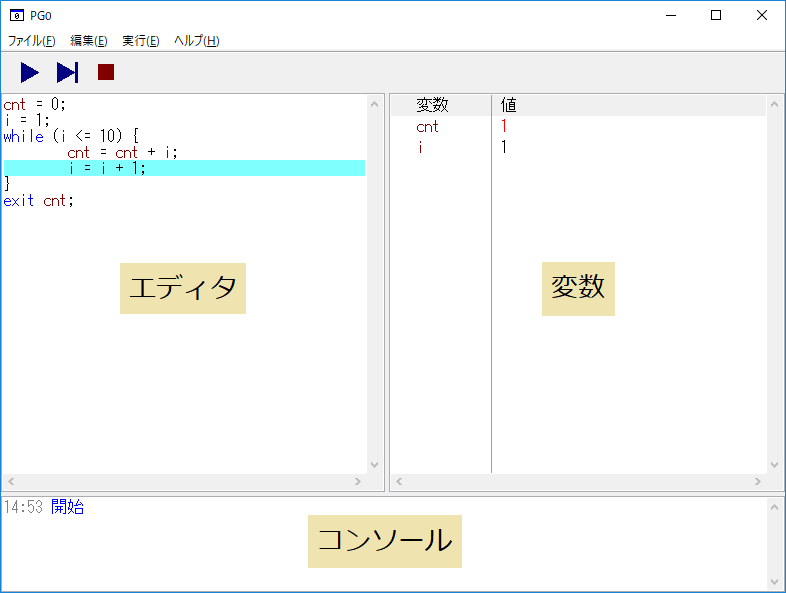 PG0
ファイル(F) 編集(E) 実行(E) ヘルプ(H)
cnt = 0;
i = 1;
while (i <= 10) {
cnt = cnt + i;
i = i + 1;
}
exit cnt;
エディタ
変数 値
cnt 1
i 1
変数
14:53 開始
コンソール